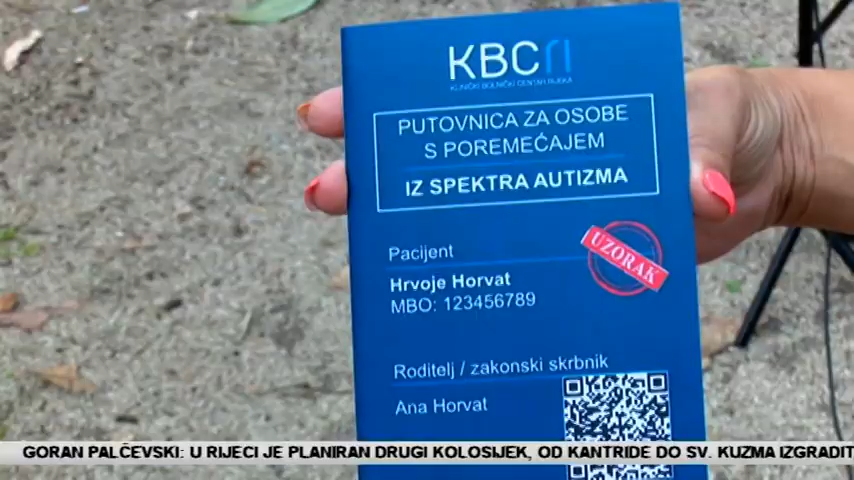 KBCRI
KLINIČKI BOLNIČKI CENTAR RIJEKA
PUTOVNICA ZA OSOBE
S POREMEĆAJEM
IZ SPEKTRA AUTIZMA
UZORAK
Pacijent
Hrvoje Horvat
MBO: 123456789
Roditelj / zakonski skrbnik
Ana Horvat
GORAN PALČEVSKI: U RIJECI JE PLANIRAN DRUGI KOLOSIJEK, OD KANTRIDE DO SV. KUZMA IZGRADIT